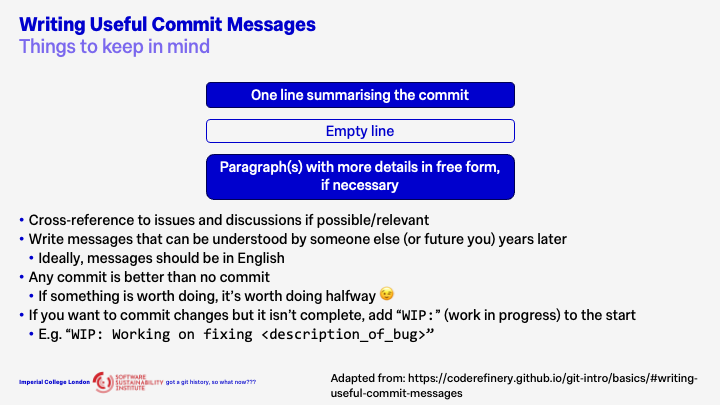 Writing Useful Commit Messages
Things to keep in mind
One line summarising the commit
Empty line
Paragraph(s) with more details in free form,
if necessary
• Cross-reference to issues and discussions if possible/relevant
• Write messages that can be understood by someone else (or future you) years later
• Ideally, messages should be in English
• Any commit is better than no commit
• If something is worth doing, it’s worth doing halfway 😉
• If you want to commit changes but it isn’t complete, add “WIP:” (work in progress) to the start
• E.g. “WIP: Working on fixing <description_of_bug>”
Imperial College London
SOFTWARE
SUSTAINABILITY
INSTITUTE
got a git history, so what now???
Adapted from: https://coderefinery.github.io/git-intro/basics/#writing-
useful-commit-messages